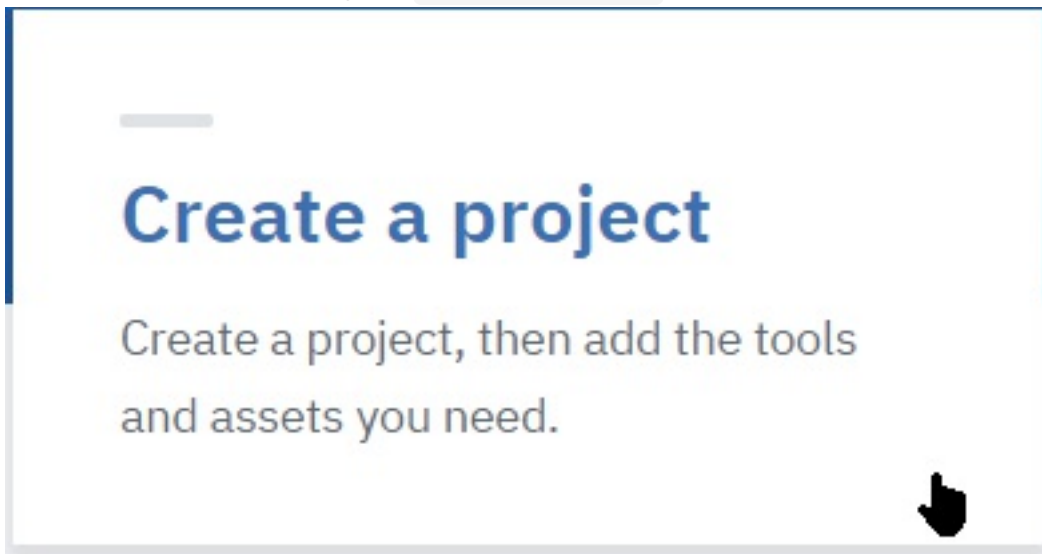 Create a project
Create a project, then add the tools
and assets you need.